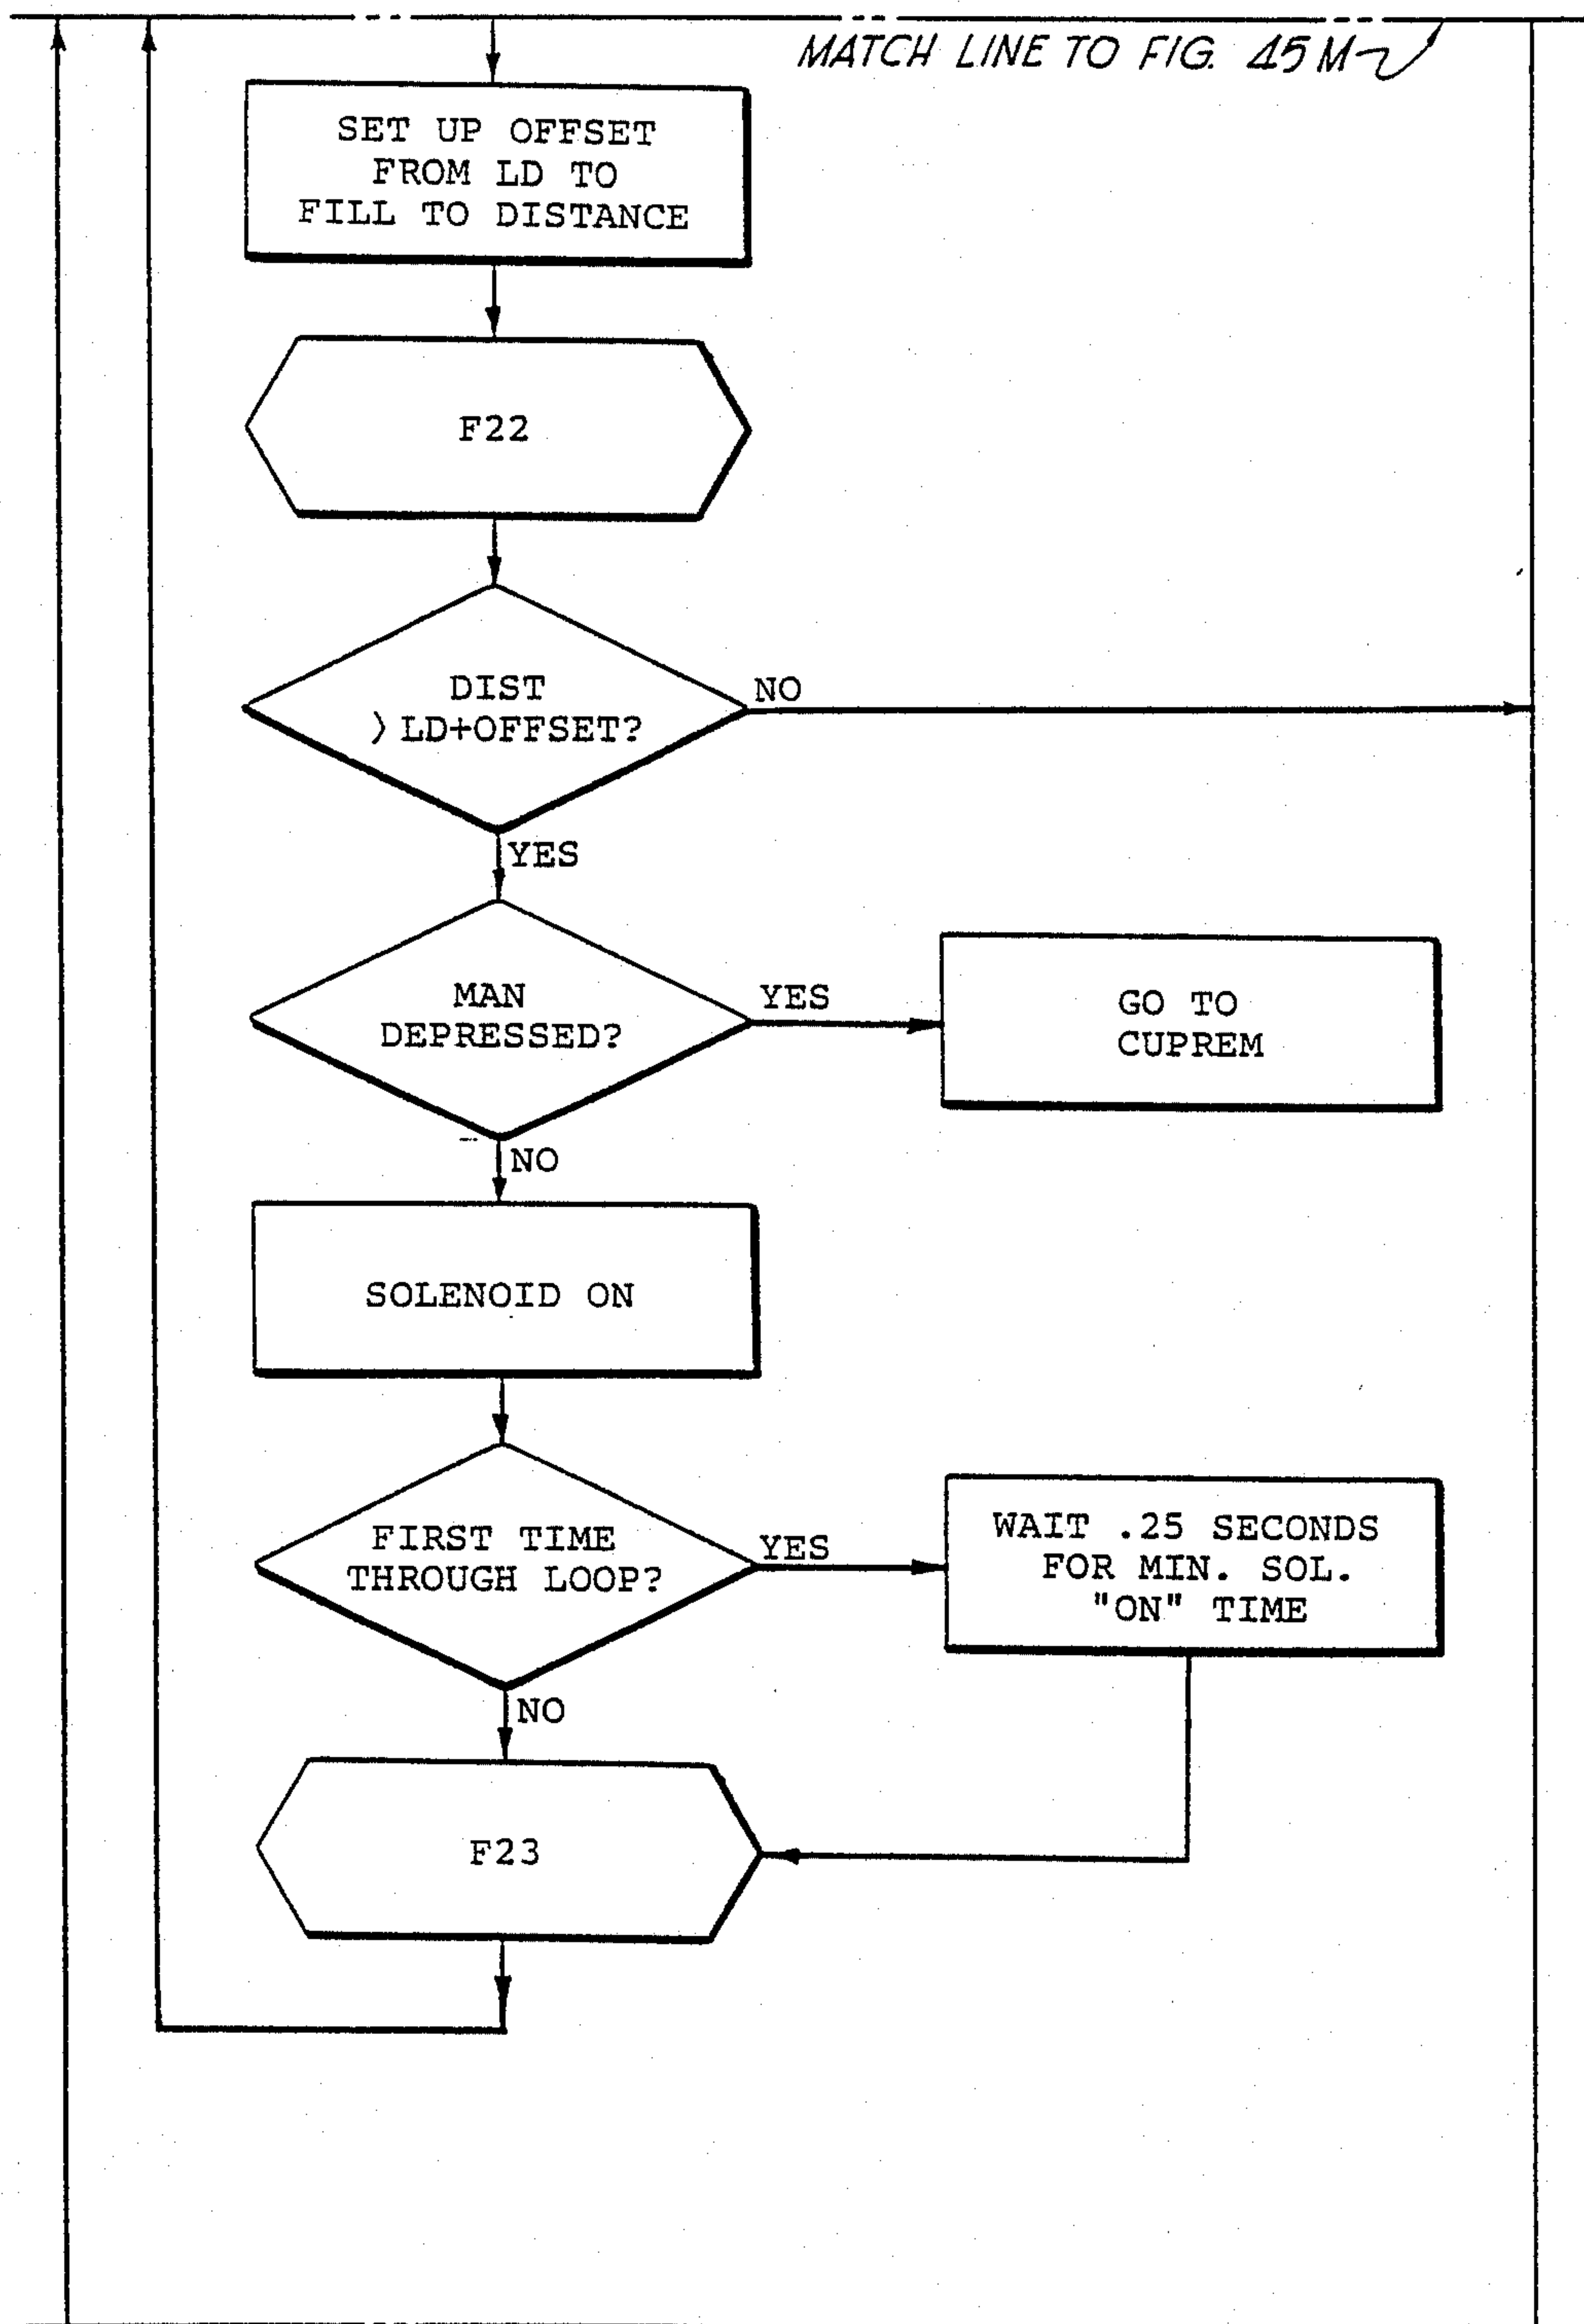 MATCH LINE TO FIG. 45M
SET UP OFFSET
FROM LD TO
FILL TO DISTANCE
F22
DIST
>LD+OFFSET?
NO
YES
MAN
DEPRESSED?
YES
GO TO
CUPREM
NO
SOLENOID ON
FIRST TIME
THROUGH LOOP?
YES
WAIT .25 SECONDS
FOR MIN. SOL.
"ON" TIME
NO
F23